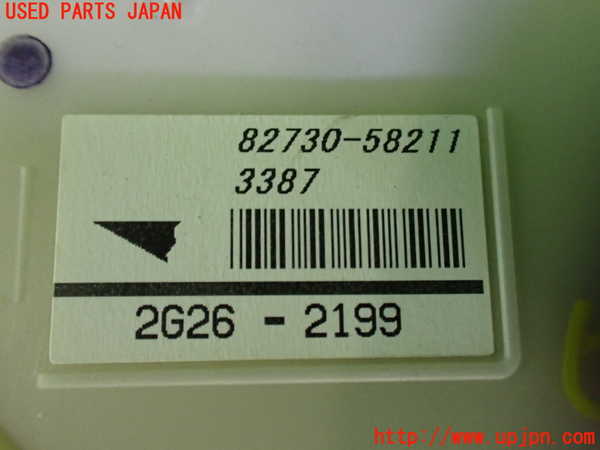 USED PARTS JAPAN
82730-58211
3387
2G26 - 2199
http://www.upjpn.com/